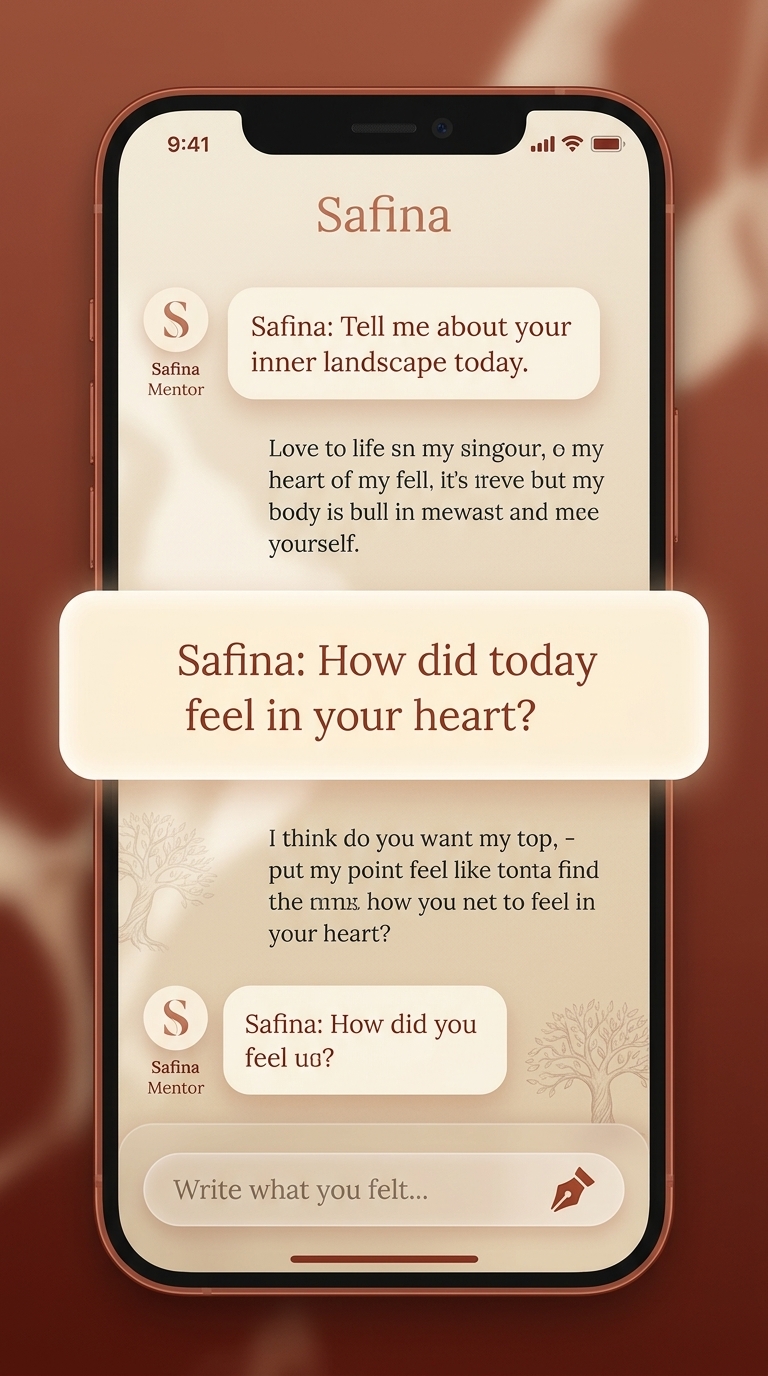 9:41
Safina
S
Safina
Mentor
Safina: Tell me about your
inner landscape today.
Love to life sn my singour, o my
heart of my fell, it's my
body is bull in mewast and mee
yourself.
Safina: How did today
feel in your heart?
I think do you want my top, -
put my point feel like tonta find
the how you net to feel in
your heart?
S
Safina
Mentor
Safina: How did you
feel
Write what you felt...